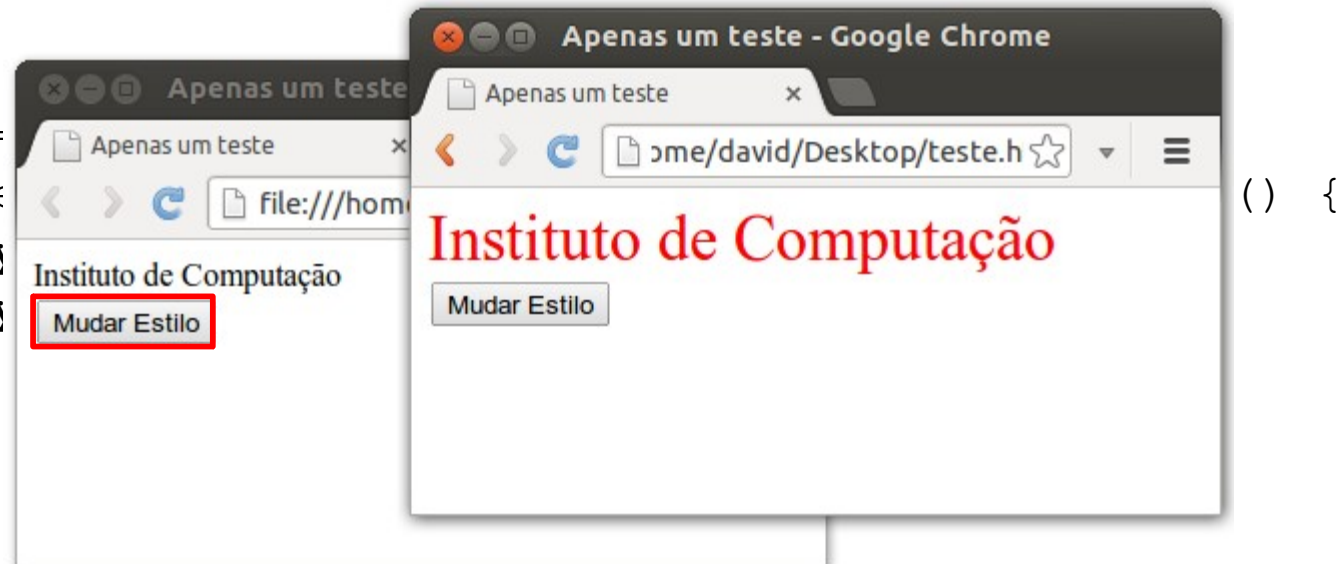 Apenas um teste - Google Chrome
Apenas um teste
ome/david/Desktop/teste.h
Instituto de Computação
Mudar Estilo
Apenas um teste
Apenas um teste
file:///hom
Instituto de Computação
Mudar Estilo
() {